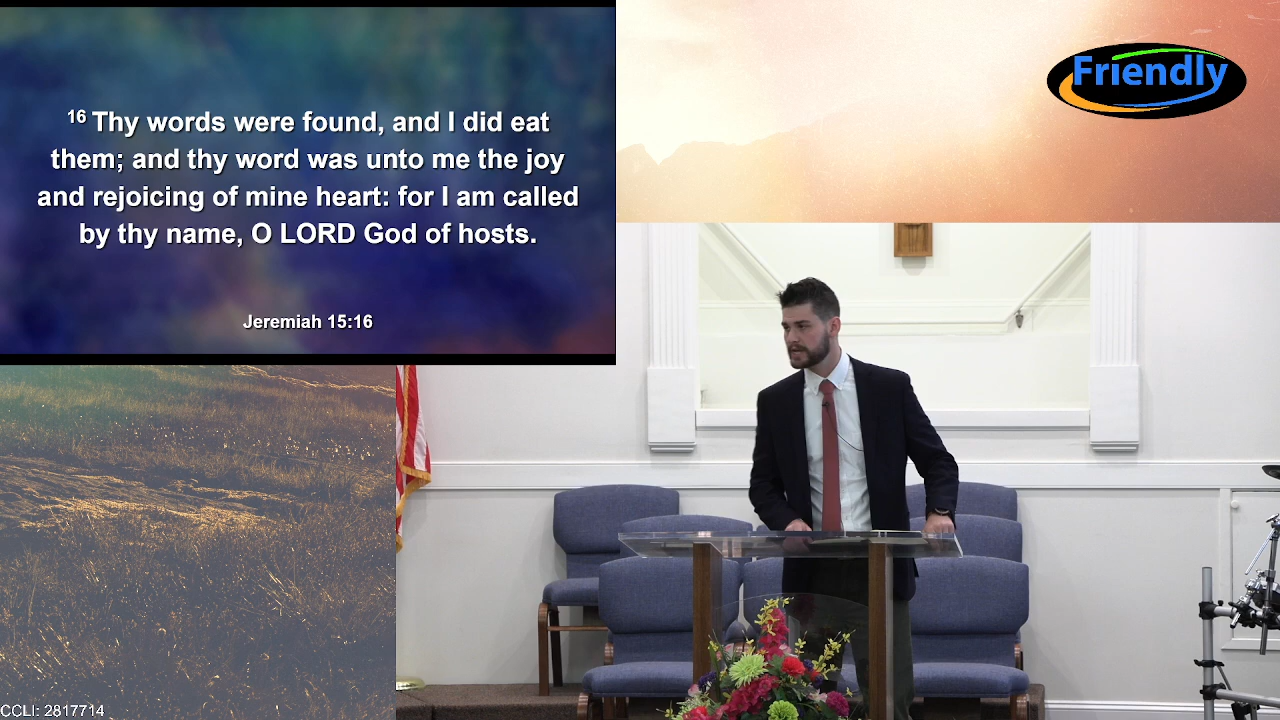 16 Thy words were found, and I did eat
them; and thy word was unto me the joy
and rejoicing of mine heart: for I am called
by thy name, O LORD God of hosts.
Jeremiah 15:16
Friendly
CCLI: 2817714